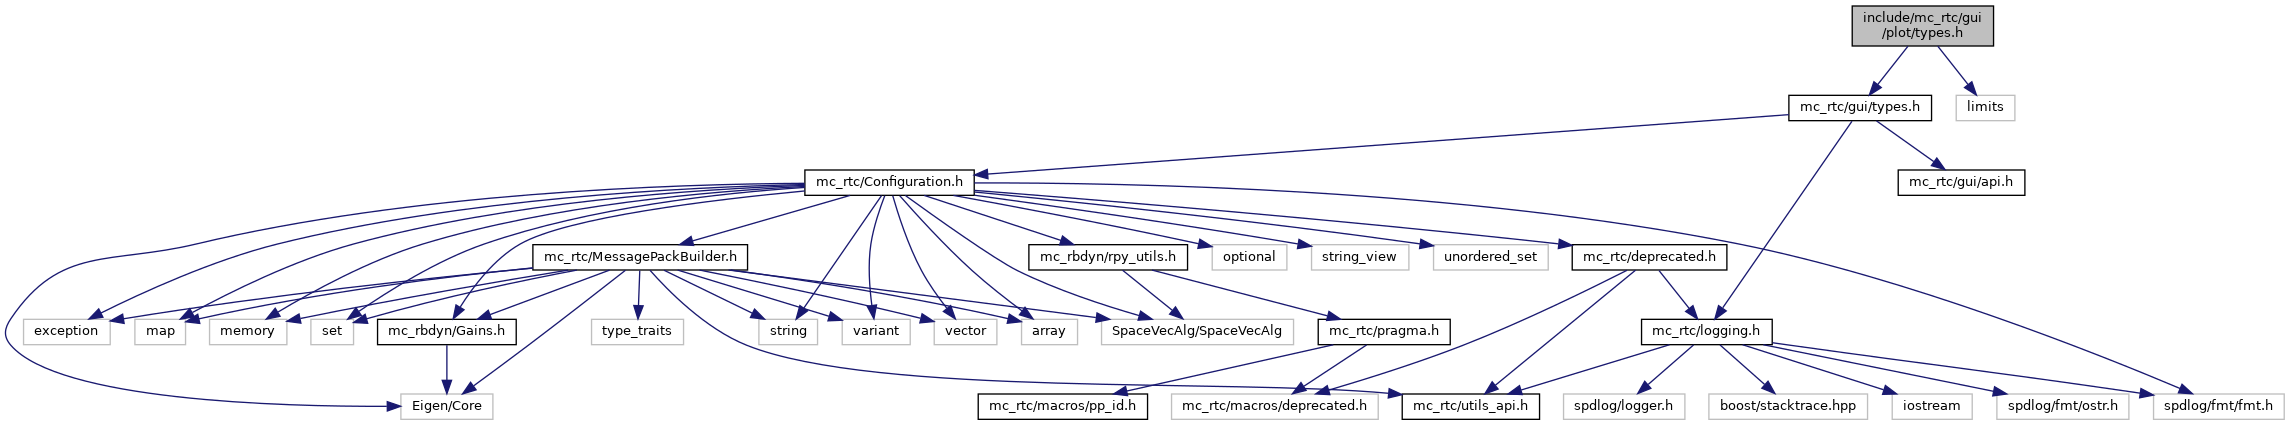 include/mc_rtc/gui
/plot/types.h
mc_rtc/gui/types.h
limits
mc_rtc/Configuration.h
mc_rtc/gui/api.h
mc_rtc/MessagePackBuilder.h
mc_rbdyn/rpy_utils.h
optional
string_view
unordered_set
mc_rtc/deprecated.h
exception
map
memory
set
mc_rbdyn/Gains.h
type_traits
string
variant
vector
array
SpaceVecAlg/SpaceVecAlg
mc_rtc/pragma.h
mc_rtc/logging.h
Eigen/Core
mc_rtc/macros/pp_id.h
mc_rtc/macros/deprecated.h
mc_rtc/utils_api.h
spdlog/logger.h
boost/stacktrace.hpp
iostream
spdlog/fmt/ostr.h
spdlog/fmt/fmt.h